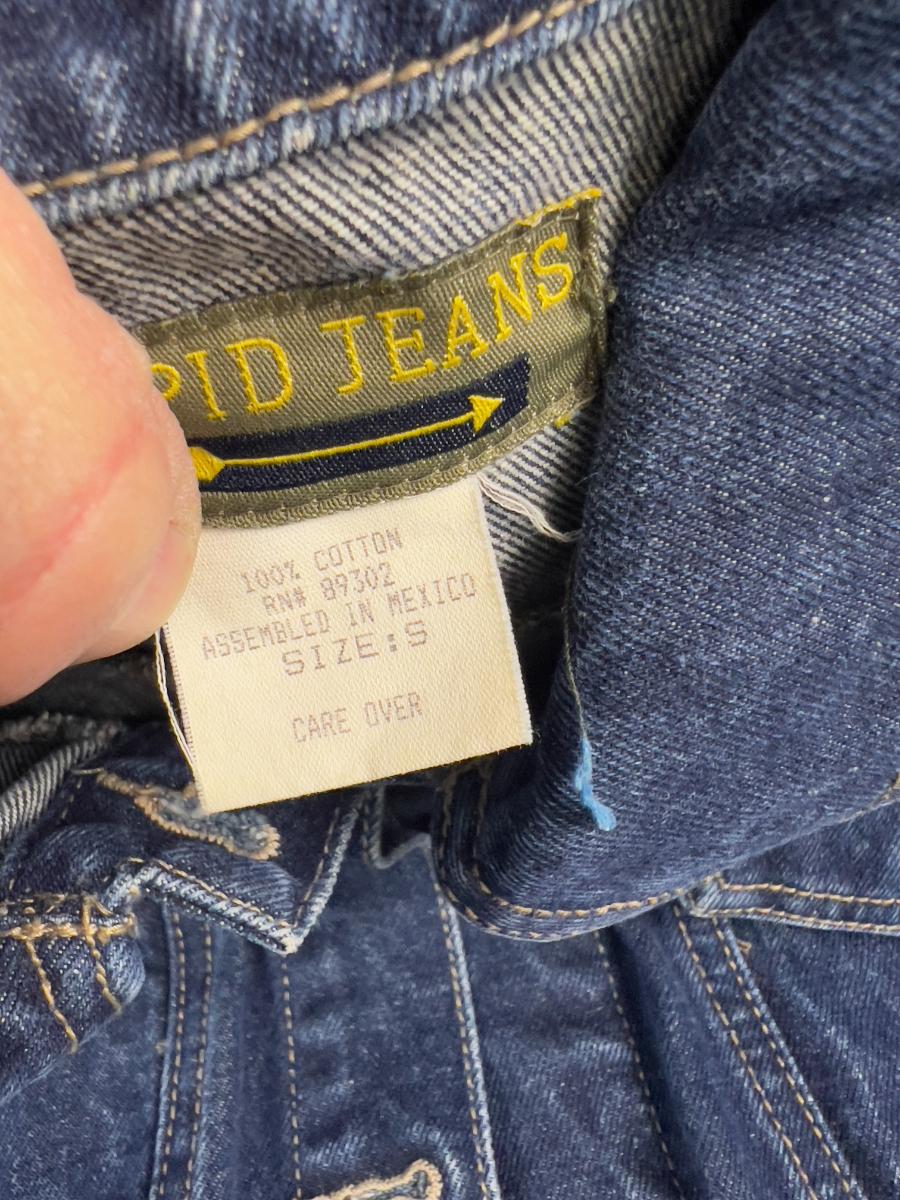 PID JEANS
100% COTTON
RN# 89302
ASSEMBLED IN MEXICO
SIZE:S
CARE OVER